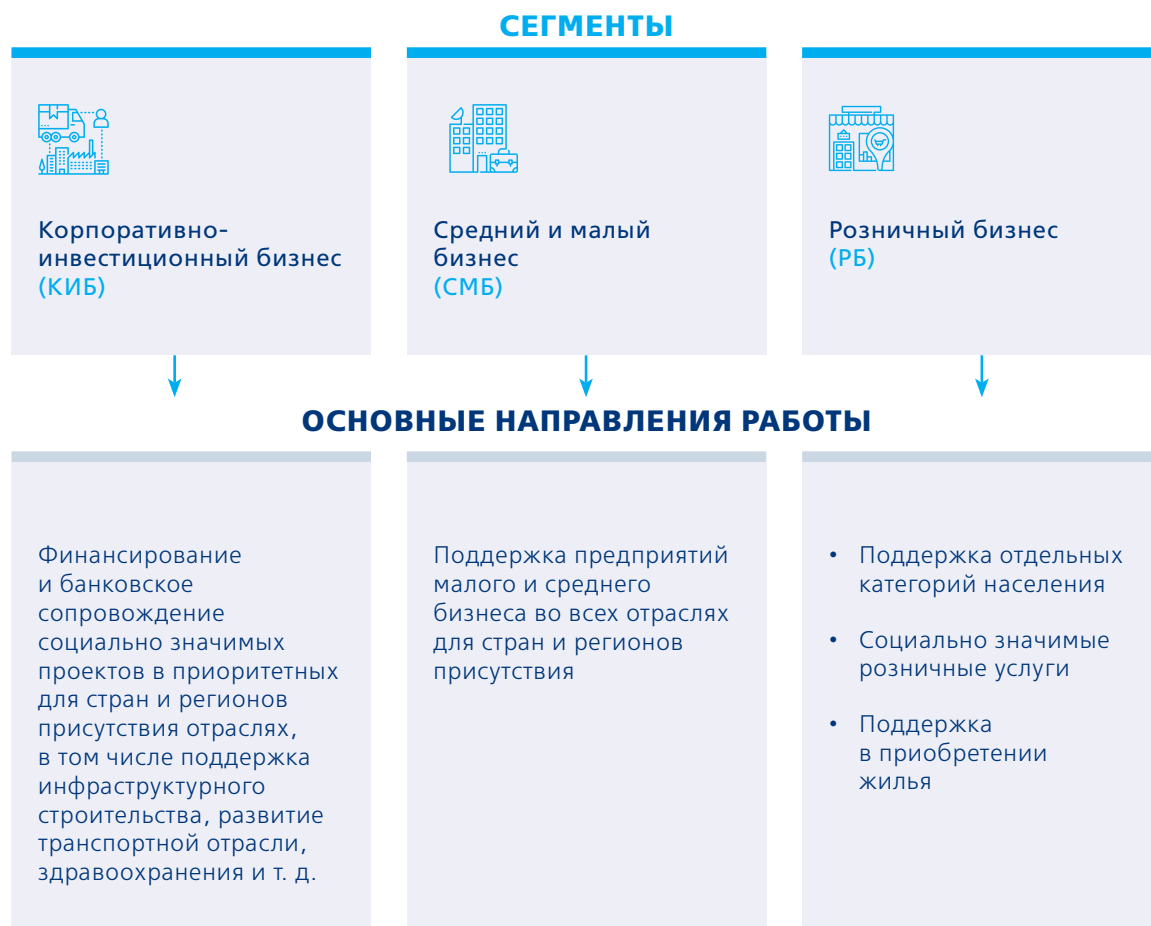 СЕГМЕНТЫ
Корпоративно-
инвестиционный бизнес
(КИБ)
Средний и малый
бизнес
(СМБ)
Розничный бизнес
(РБ)
ОСНОВНЫЕ НАПРАВЛЕНИЯ РАБОТЫ
Финансирование
и банковское
сопровождение
социально значимых
проектов в приоритетных
для стран и регионов
присутствия отраслях,
в том числе поддержка
инфраструктурного
строительства, развитие
транспортной отрасли,
здравоохранения и т. д.
Поддержка предприятий
малого и среднего
бизнеса во всех отраслях
для стран и регионов
присутствия
• Поддержка отдельных
категорий населения
• Социально значимые
розничные услуги
• Поддержка
в приобретении
жилья